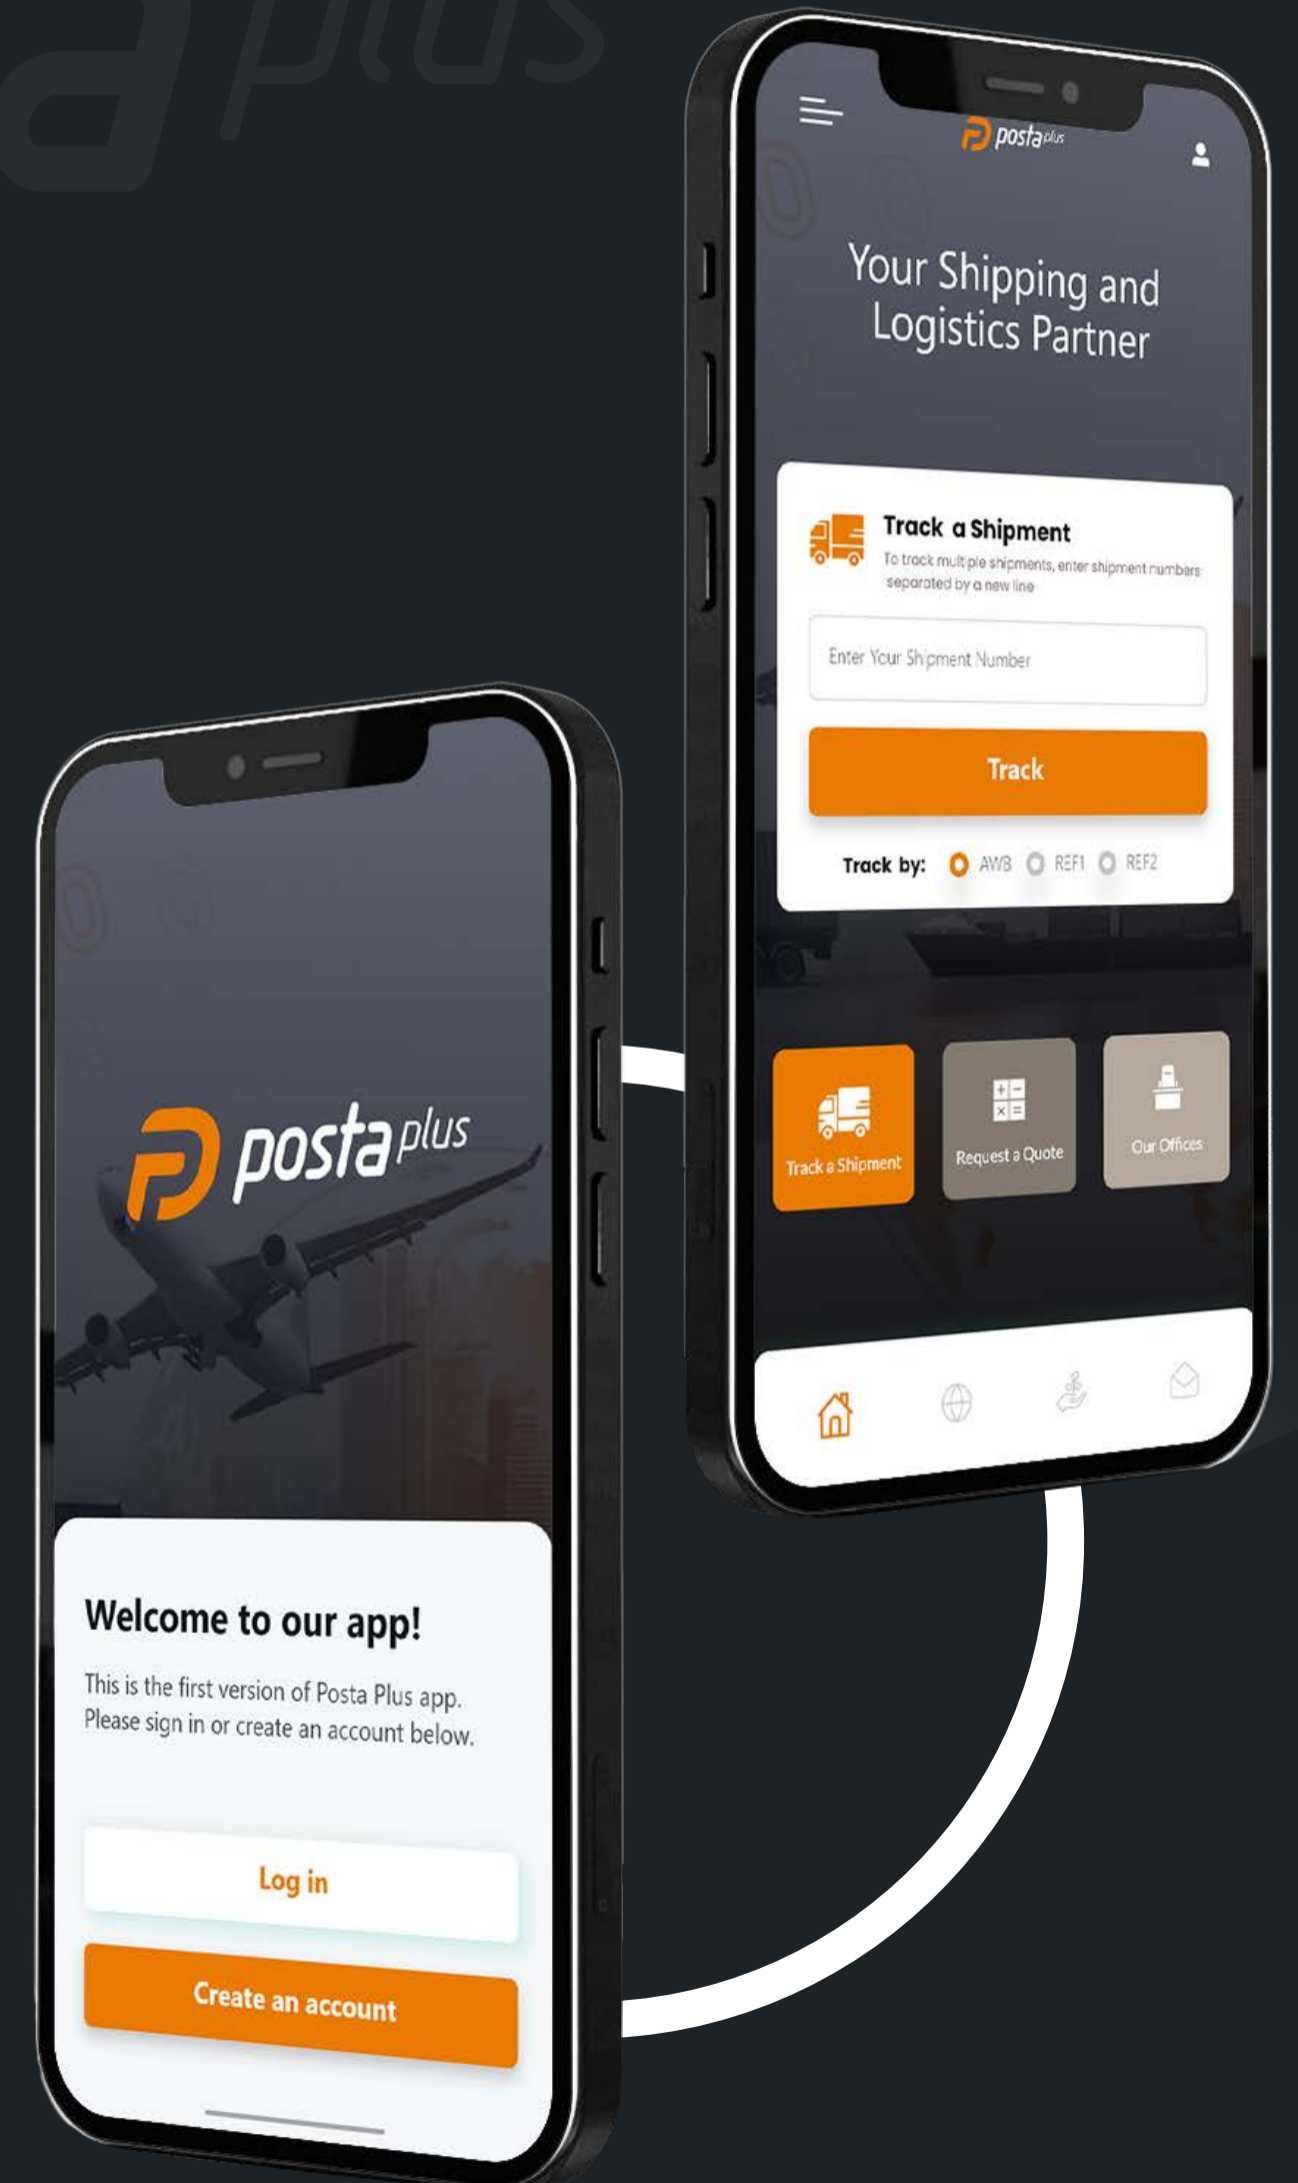 a plus
posta plus
Your Shipping and
Logistics Partner
Track a Shipment
To track multiple shipments, enter shipment numbers
separated by a new line
Enter Your Shipment Number
Track
Track by: AWB REF1 REF2
Track a Shipment
Request a Quote
Our Offices
posta plus
Welcome to our app!
This is the first version of Posta Plus app.
Please sign in or create an account below.
Log in
Create an account